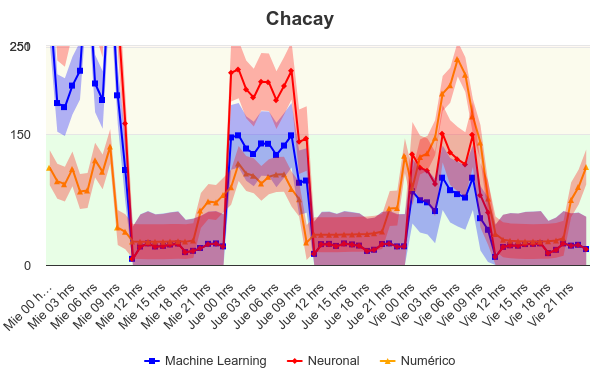 Chacay
250
150
0
Mie 00 h...
Mie 03 hrs
Mie 06 hrs
Mie 09 hrs
Mie 12 hrs
Mie 15 hrs
Mie 18 hrs
Mie 21 hrs
Jue 00 hrs
Jue 03 hrs
Jue 06 hrs
Jue 09 hrs
Jue 12 hrs
Jue 15 hrs
Jue 18 hrs
Jue 21 hrs
Vie 00 hrs
Vie 03 hrs
Vie 06 hrs
Vie 09 hrs
Vie 12 hrs
Vie 15 hrs
Vie 18 hrs
Vie 21 hrs
Machine Learning Neuronal Numérico